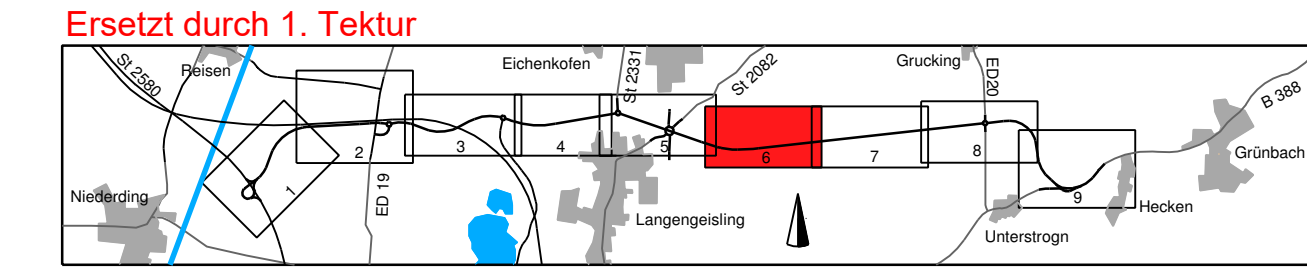 Ersetzt durch 1. Tektur
St 2580
Reisen
Eichenkofen
St 2331
St 2082
Grucking
ED20
B 388
1
2
3
4
5
6
7
8
9
Niederding
ED 19
Langengeisling
Unterstrogn
Hecken
Grünbach